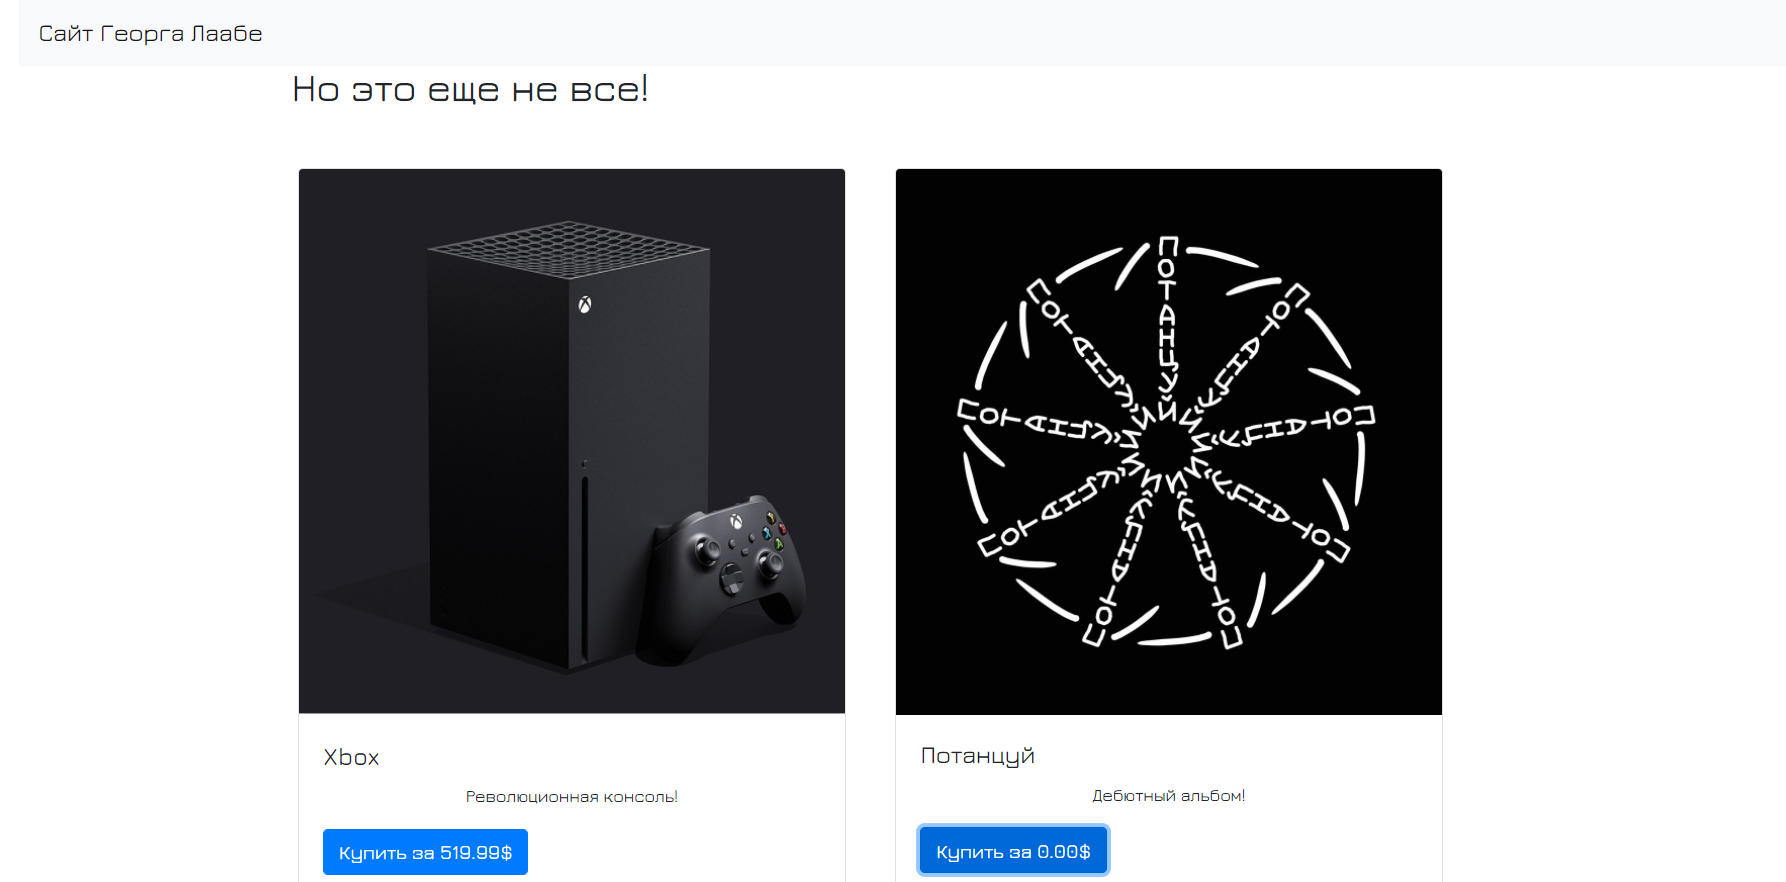 Сайт Георга Лаабе
Но это еще не все!
ПОТАНЦУЙ
ПОТАНЦУЙ
ПОТАНЦУЙ
ПОТАНЦУЙ
ПОТАНЦУЙ
ПОТАНЦУЙ
ПОТАНЦУЙ
ПОТАНЦУЙ
ПОТАНЦУЙ
Xbox
Революционная консоль!
Купить за 519.99$
Потанцуй
Дебютный альбом!
Купить за 0.00$